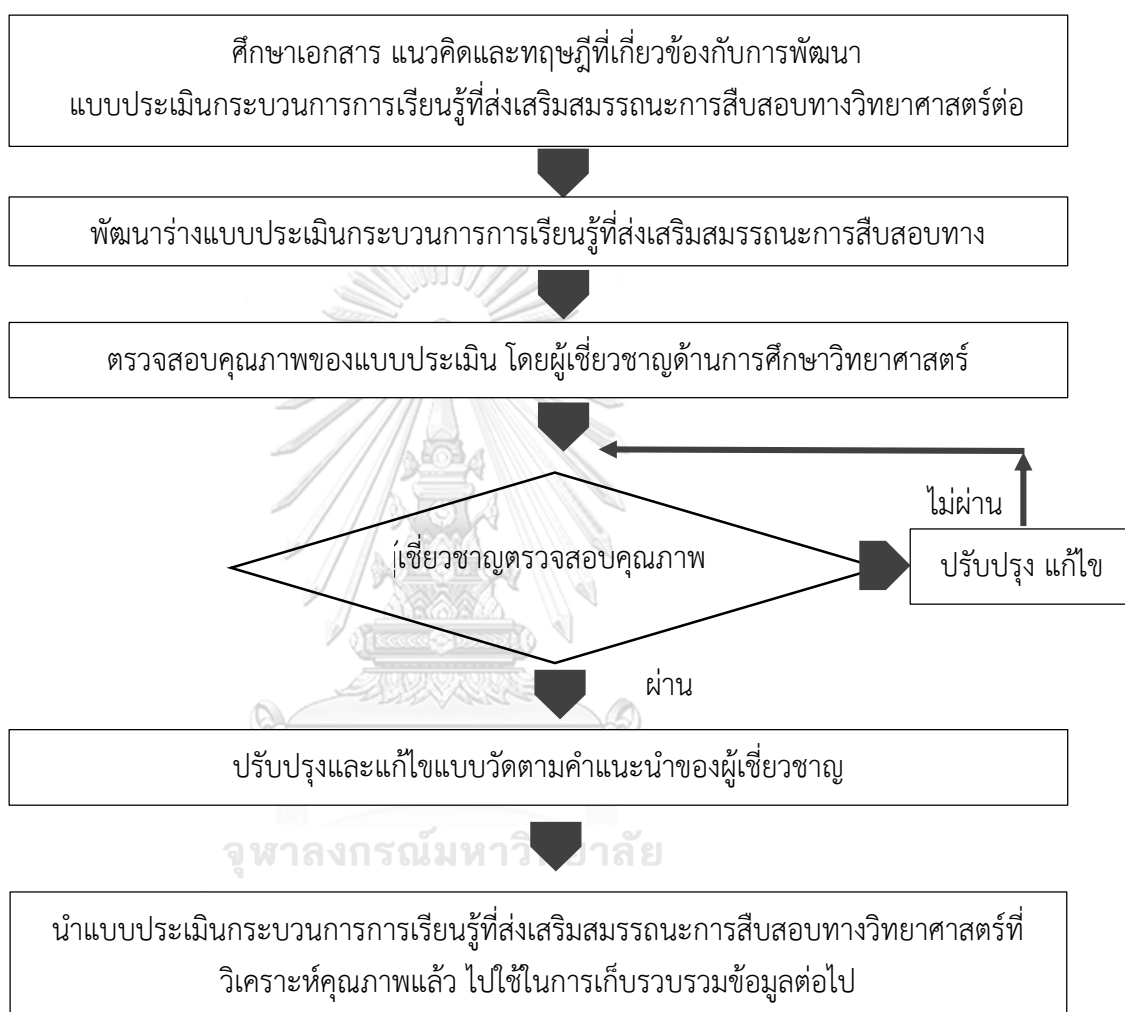 ศึกษาเอกสาร แนวคิดและทฤษฎีที่เกี่ยวข้องกับการพัฒนา
แบบประเมินกระบวนการการเรียนรู้ที่ส่งเสริมสมรรถนะการสืบสอบทางวิทยาศาสตร์ต่อ
พัฒนาร่างแบบประเมินกระบวนการการเรียนรู้ที่ส่งเสริมสมรรถนะการสืบสอบทาง
ตรวจสอบคุณภาพของแบบประเมิน โดยผู้เชี่ยวชาญด้านการศึกษาวิทยาศาสตร์
ไม่ผ่าน
เชี่ยวชาญตรวจสอบคุณภาพ
ปรับปรุง แก้ไข
ผ่าน
ปรับปรุงและแก้ไขแบบวัดตามคำแนะนำของผู้เชี่ยวชาญ
จุฬาลงกรณ์มหาวิทยาลัย
นำแบบประเมินกระบวนการการเรียนรู้ที่ส่งเสริมสมรรถนะการสืบสอบทางวิทยาศาสตร์ที่
วิเคราะห์คุณภาพแล้ว ไปใช้ในการเก็บรวบรวมข้อมูลต่อไป